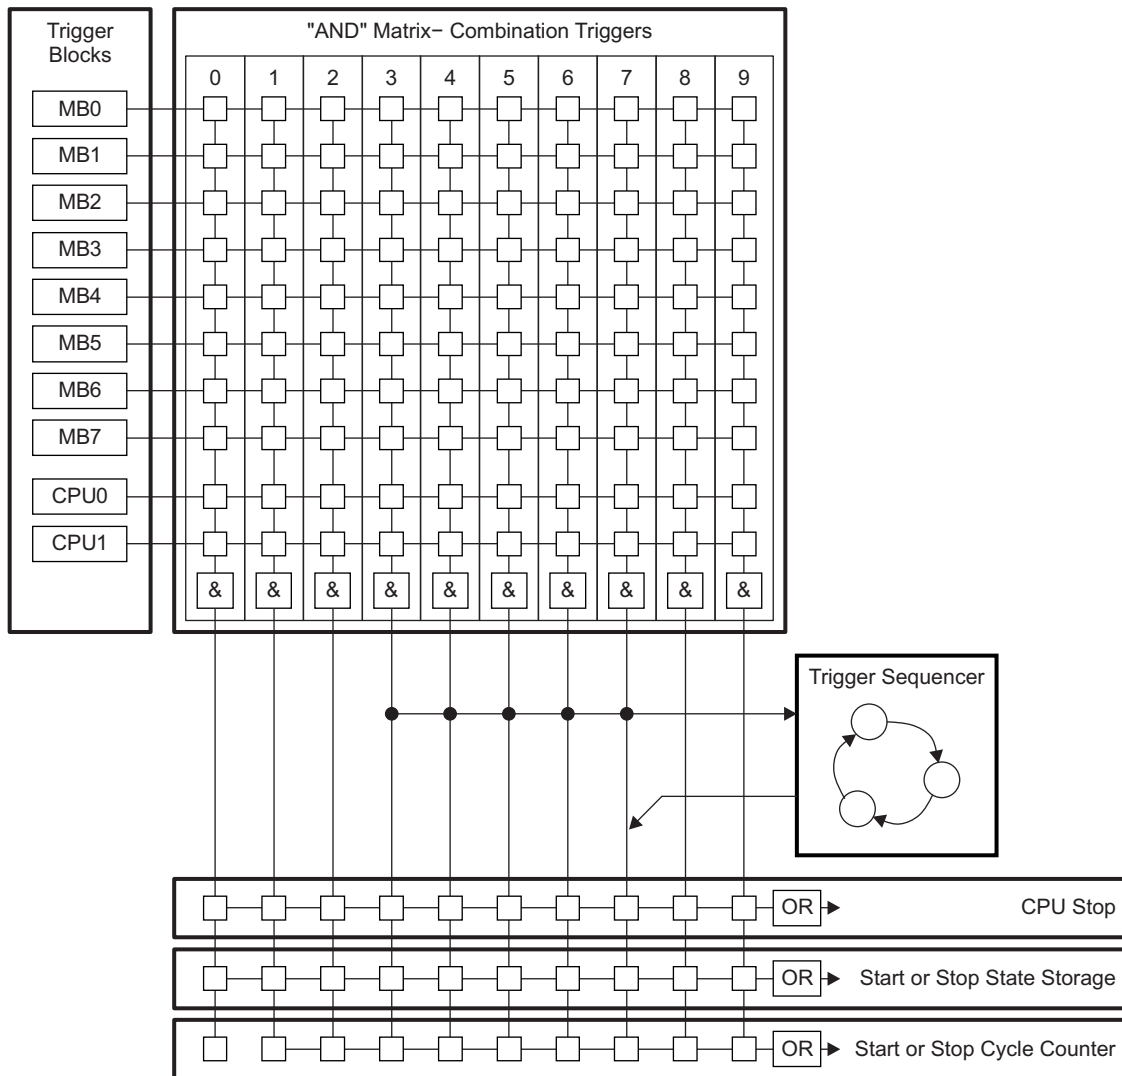 Trigger
Blocks
"AND" Matrix− Combination Triggers
0 1 2 3 4 5 6 7 8 9
MB0
MB1
MB2
MB3
MB4
MB5
MB6
MB7
CPU0
CPU1
& & & & & & & & & &
Trigger Sequencer
OR CPU Stop
OR Start or Stop State Storage
OR Start or Stop Cycle Counter